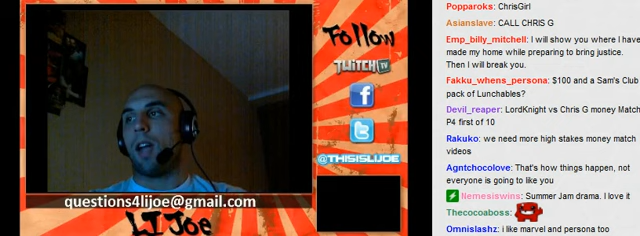 Follow
TWITCH TV
@THISISLIJOE
questions4lijoe@gmail.com
LI JOE
Popparoks: ChrisGirl
Asianslave: CALL CHRIS G
Emp_billy_mitchell: I will show you where I have
made my home while preparing to bring justice.
Then I will break you.
Fakku_whens_persona: $100 and a Sam's Club
pack of Lunchables?
Devil_reaper: LordKnight vs Chris G money Match
P4 first of 10
Rakuko: we need more high stakes money match
videos
Agntchocolove: That's how things happen, not
everyone is going to like you
Nemesiswins: Summer Jam drama. I love it
Thecocoaboss:
Omnislashz: i like marvel and persona too